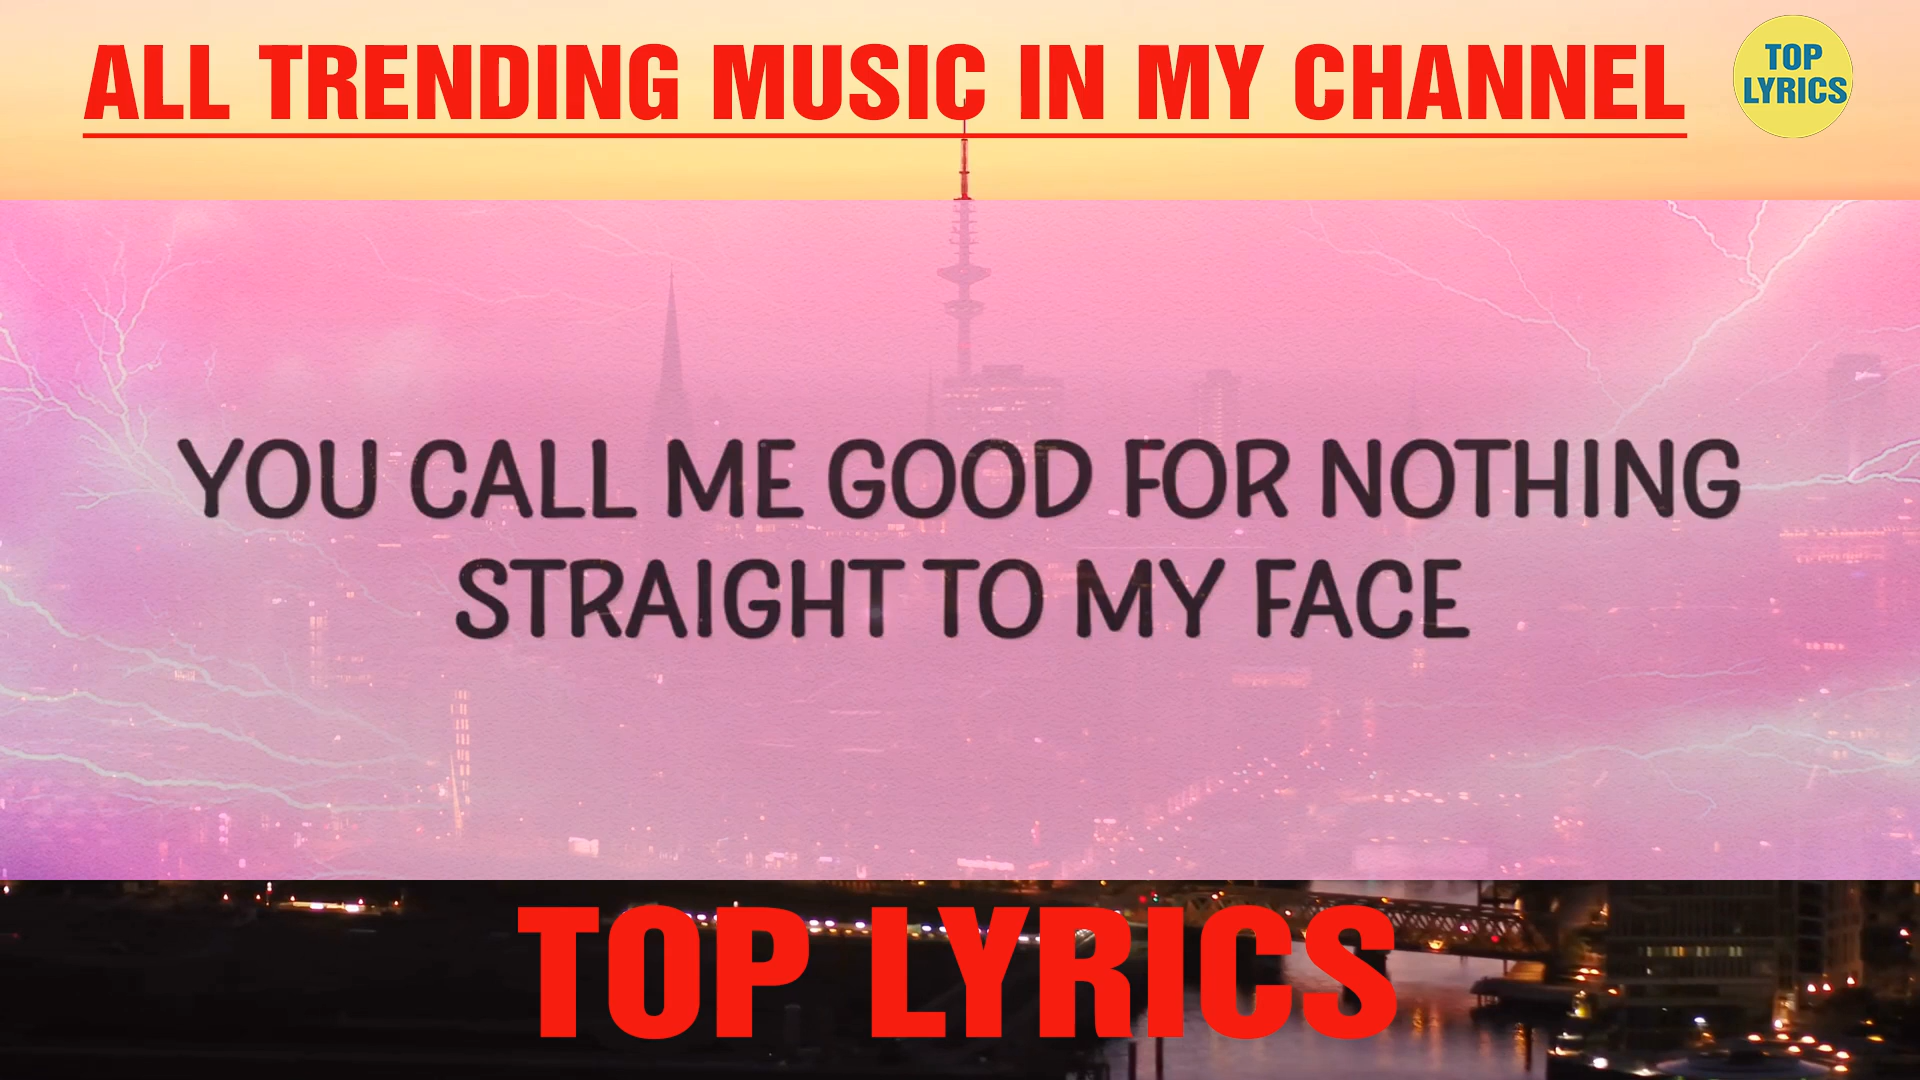 ALL TRENDING MUSIC IN MY CHANNEL
TOP
LYRICS
YOU CALL ME GOOD FOR NOTHING
STRAIGHT TO MY FACE
TOP LYRICS